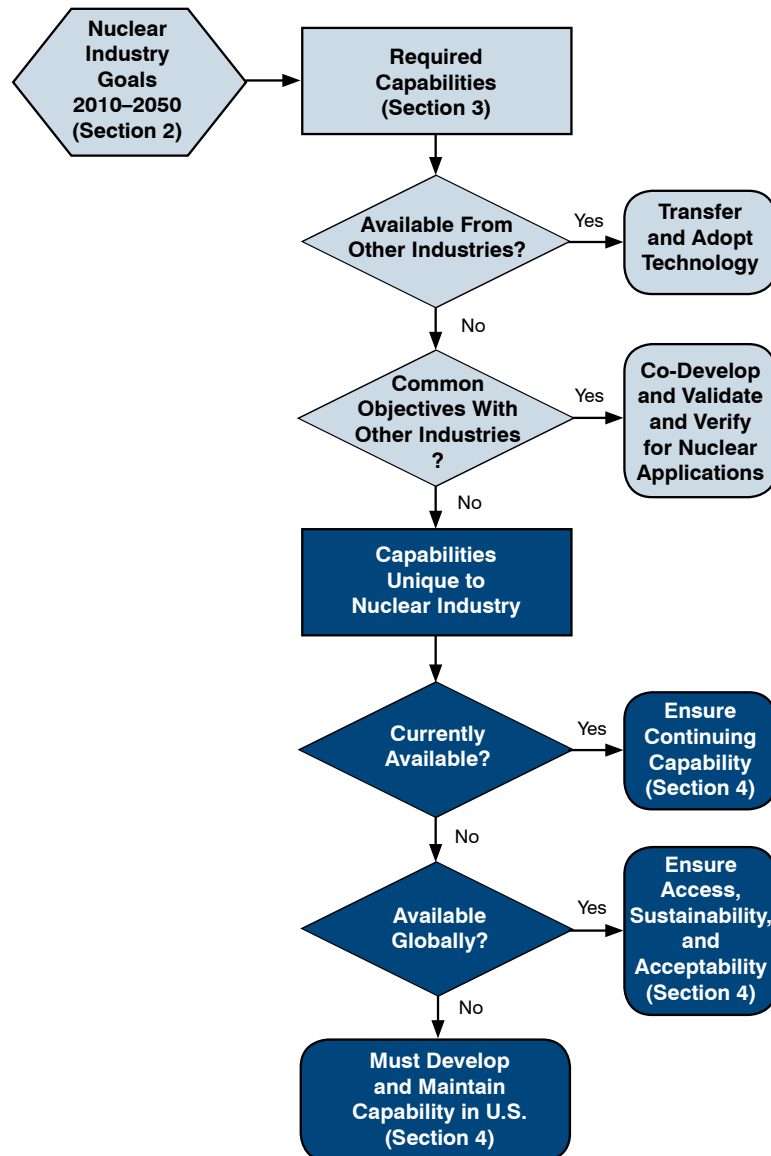 Nuclear
Industry
Goals
2010–2050
(Section 2)
Required
Capabilities
(Section 3)
Available From
Other Industries?
Yes
Transfer
and Adopt
Technology
No
Common
Objectives With
Other Industries
?
Yes
Co-Develop
and Validate
and Verify
for Nuclear
Applications
No
Capabilities
Unique to
Nuclear Industry
Currently
Available?
Yes
Ensure
Continuing
Capability
(Section 4)
No
Available
Globally?
Yes
Ensure
Access,
Sustainability,
and
Acceptability
(Section 4)
No
Must Develop
and Maintain
Capability in U.S.
(Section 4)